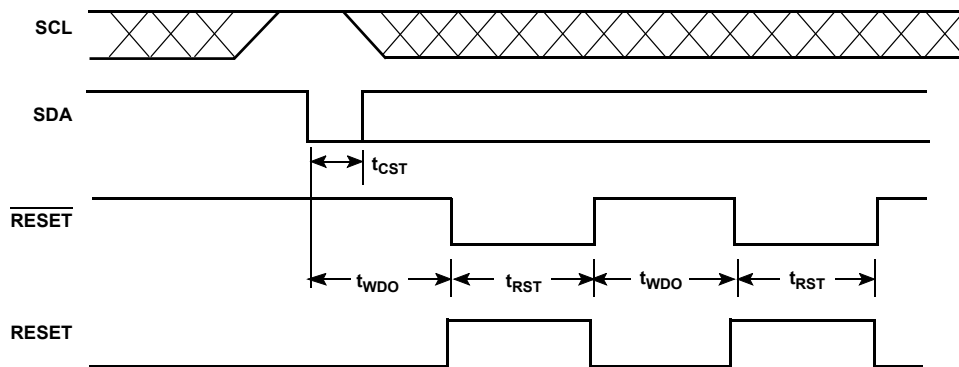 SCL
SDA
tCST
RESET
tWDO tRST tWDO tRST
RESET